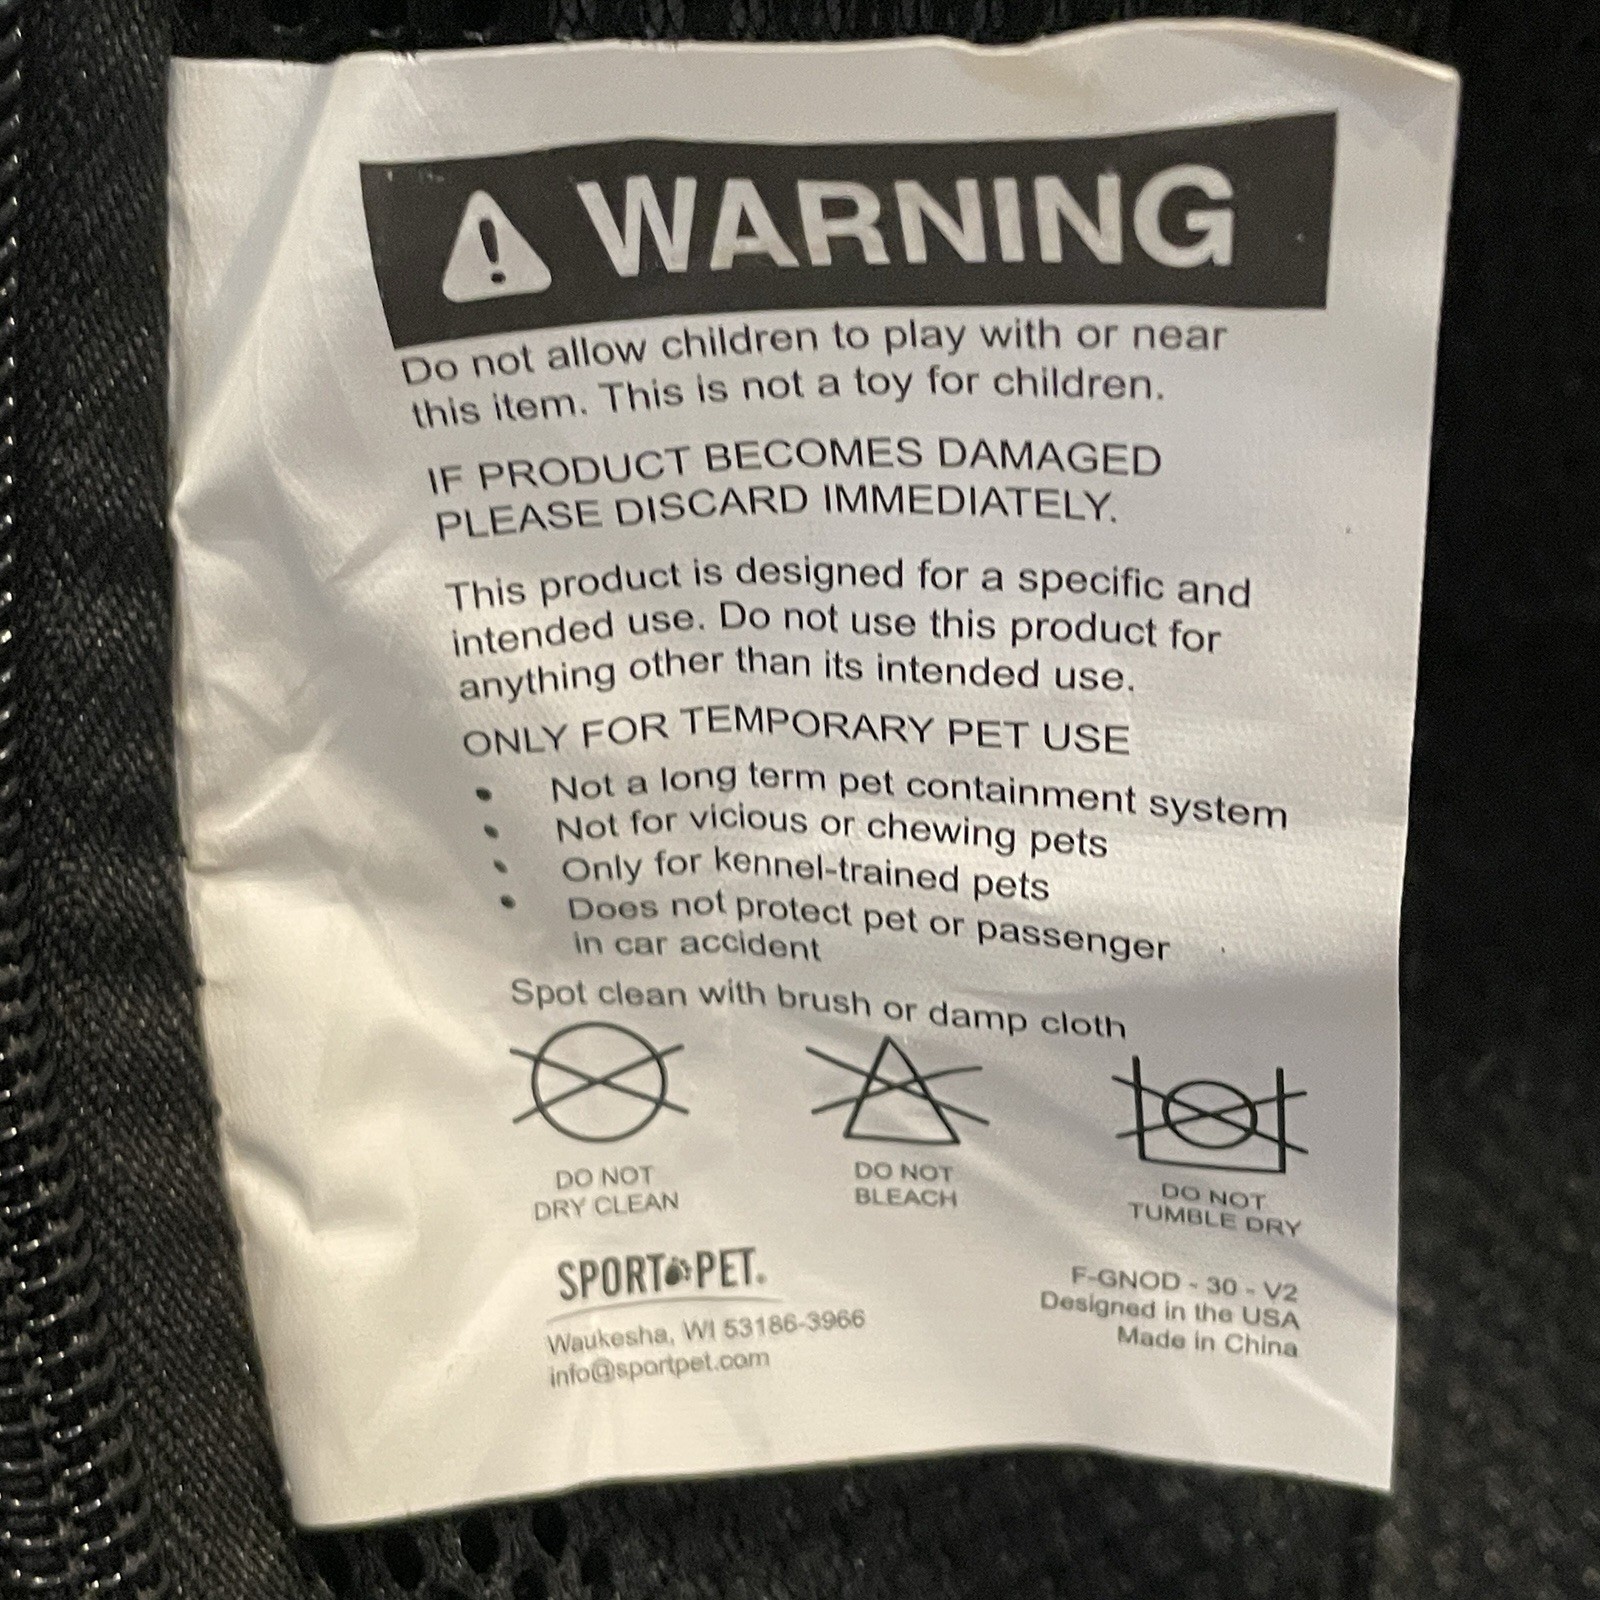 WARNING
Do not allow children to play with or near
this item. This is not a toy for children.
IF PRODUCT BECOMES DAMAGED
PLEASE DISCARD IMMEDIATELY.
This product is designed for a specific and
intended use. Do not use this product for
anything other than its intended use.
ONLY FOR TEMPORARY PET USE
• Not a long term pet containment system
• Not for vicious or chewing pets
• Only for kennel-trained pets
• Does not protect pet or passenger
in car accident
Spot clean with brush or damp cloth
DO NOT
DRY CLEAN
DO NOT
BLEACH
DO NOT
TUMBLE DRY
SPORT PET®
Waukesha, WI 53186-3966
info@sportpet.com
F-GNOD - 30 - V2
Designed in the USA
Made in China